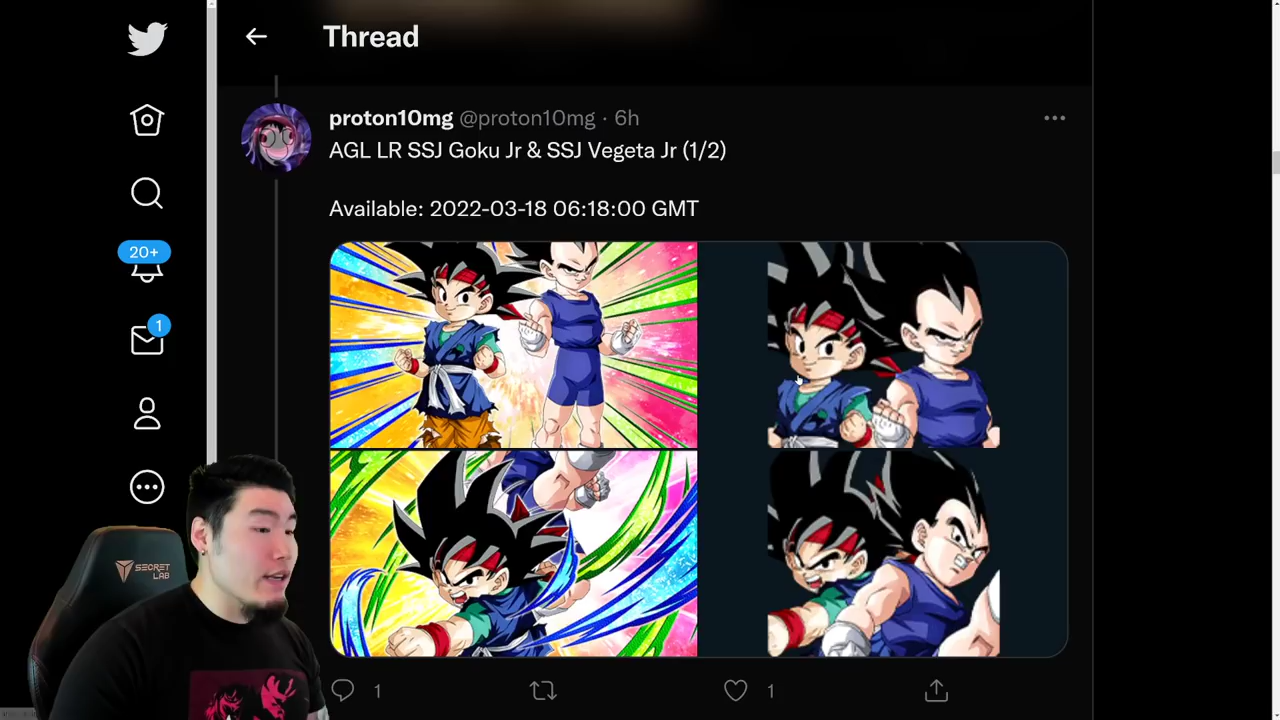 Thread
proton10mg @proton10mg · 6h
AGL LR SSJ Goku Jr & SSJ Vegeta Jr (1/2)
Available: 2022-03-18 06:18:00 GMT
20+
1
SECRET
LAB
1
1